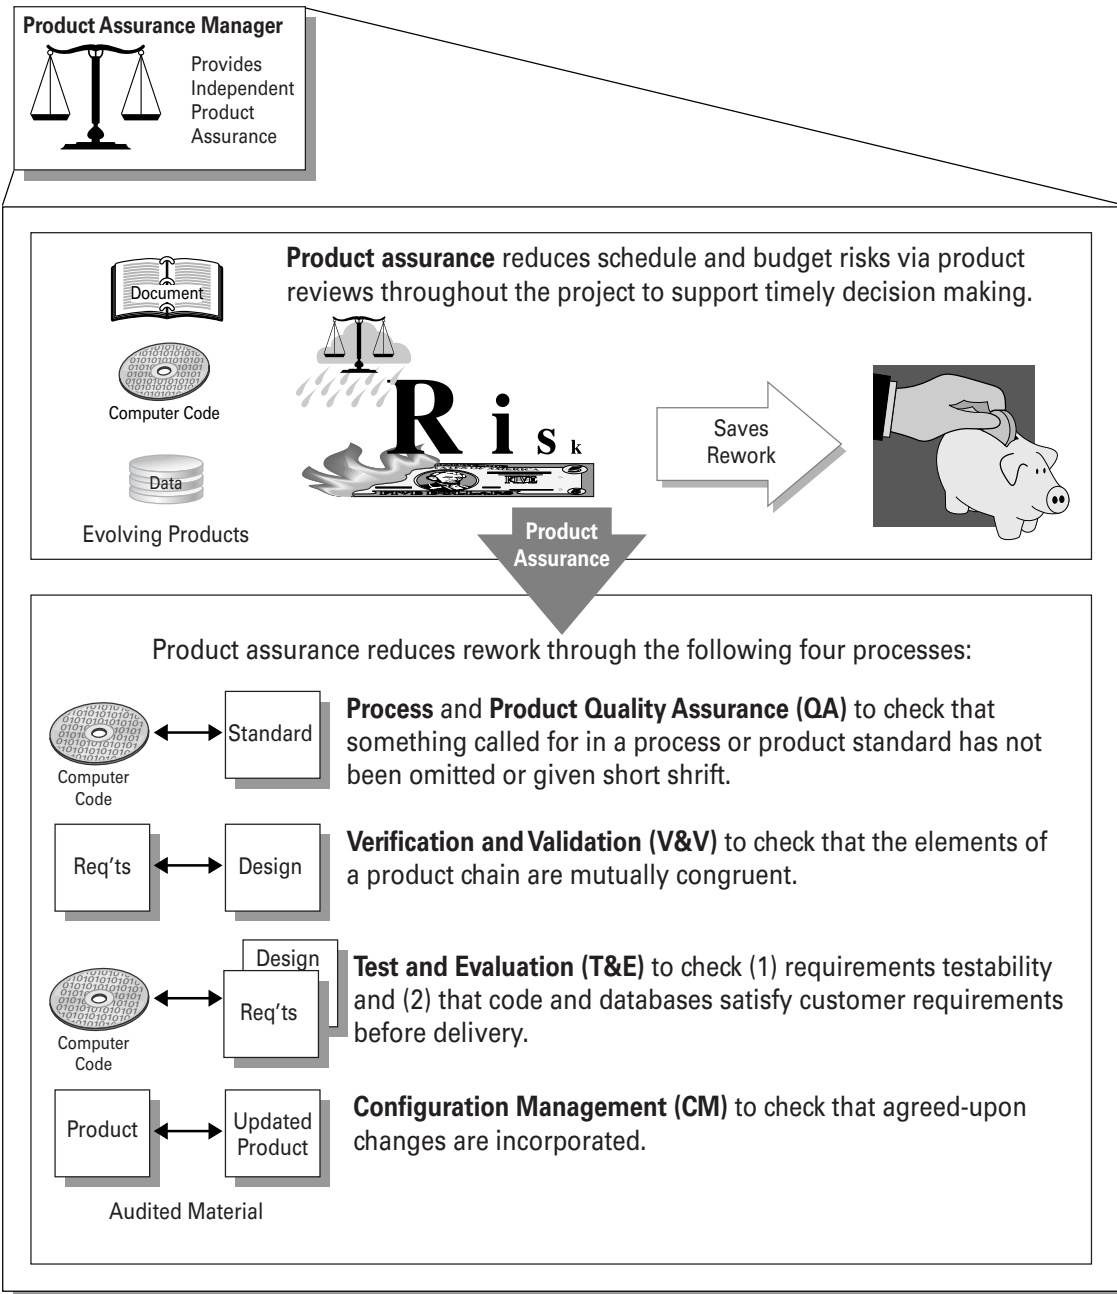 Product Assurance Manager
Provides
Independent
Product
Assurance
Product assurance reduces schedule and budget risks via product
reviews throughout the project to support timely decision making.
Document
Computer Code
Data
Evolving Products
Risk
FIVE
FIVE DOLLARS
Saves
Rework
Product
Assurance
Product assurance reduces rework through the following four processes:
Computer
Code
Standard
Process and Product Quality Assurance (QA) to check that
something called for in a process or product standard has not
been omitted or given short shrift.
Req'ts
Design
Verification and Validation (V&V) to check that the elements of
a product chain are mutually congruent.
Computer
Code
Design
Req'ts
Test and Evaluation (T&E) to check (1) requirements testability
and (2) that code and databases satisfy customer requirements
before delivery.
Product
Updated
Product
Configuration Management (CM) to check that agreed-upon
changes are incorporated.
Audited Material